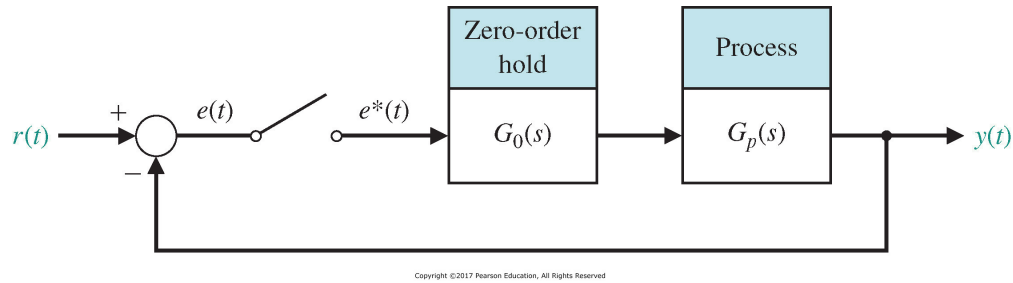 Zero-order
hold
Process
+
e(t)
e*(t)
r(t)
G₀(s)
Gₚ(s)
y(t)
−
Copyright ©2017 Pearson Education, All Rights Reserved